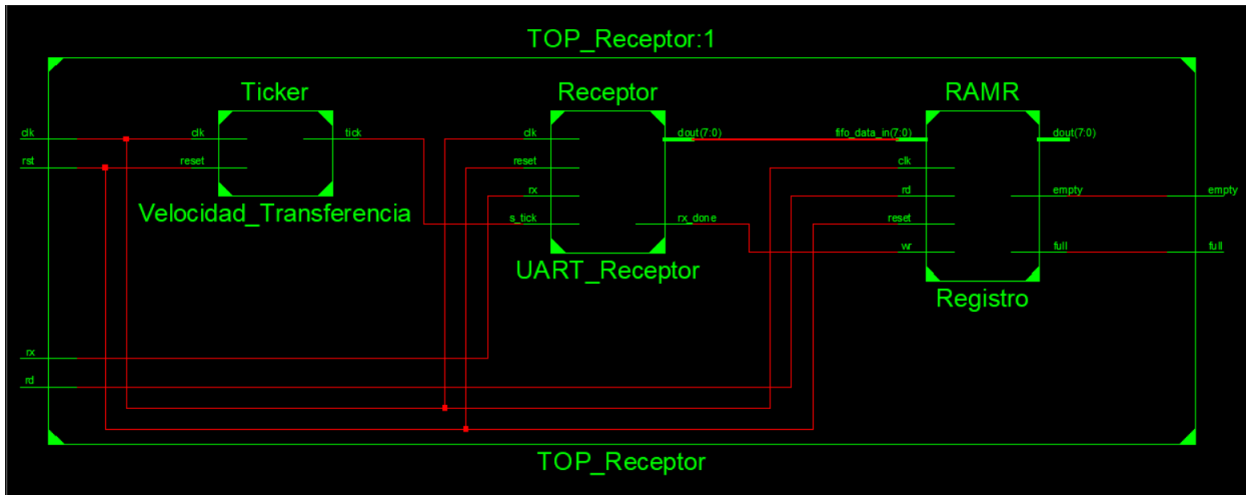 TOP_Receptor:1
Ticker
Receptor
RAMR
clk
clk
tick
clk
dout(7:0)
fifo_data_in(7:0)
dout(7:0)
rst
reset
reset
clk
rx
rd
empty
empty
s_tick
rx_done
reset
wr
full
full
Velocidad_Transferencia
UART_Receptor
Registro
rx
rd
TOP_Receptor